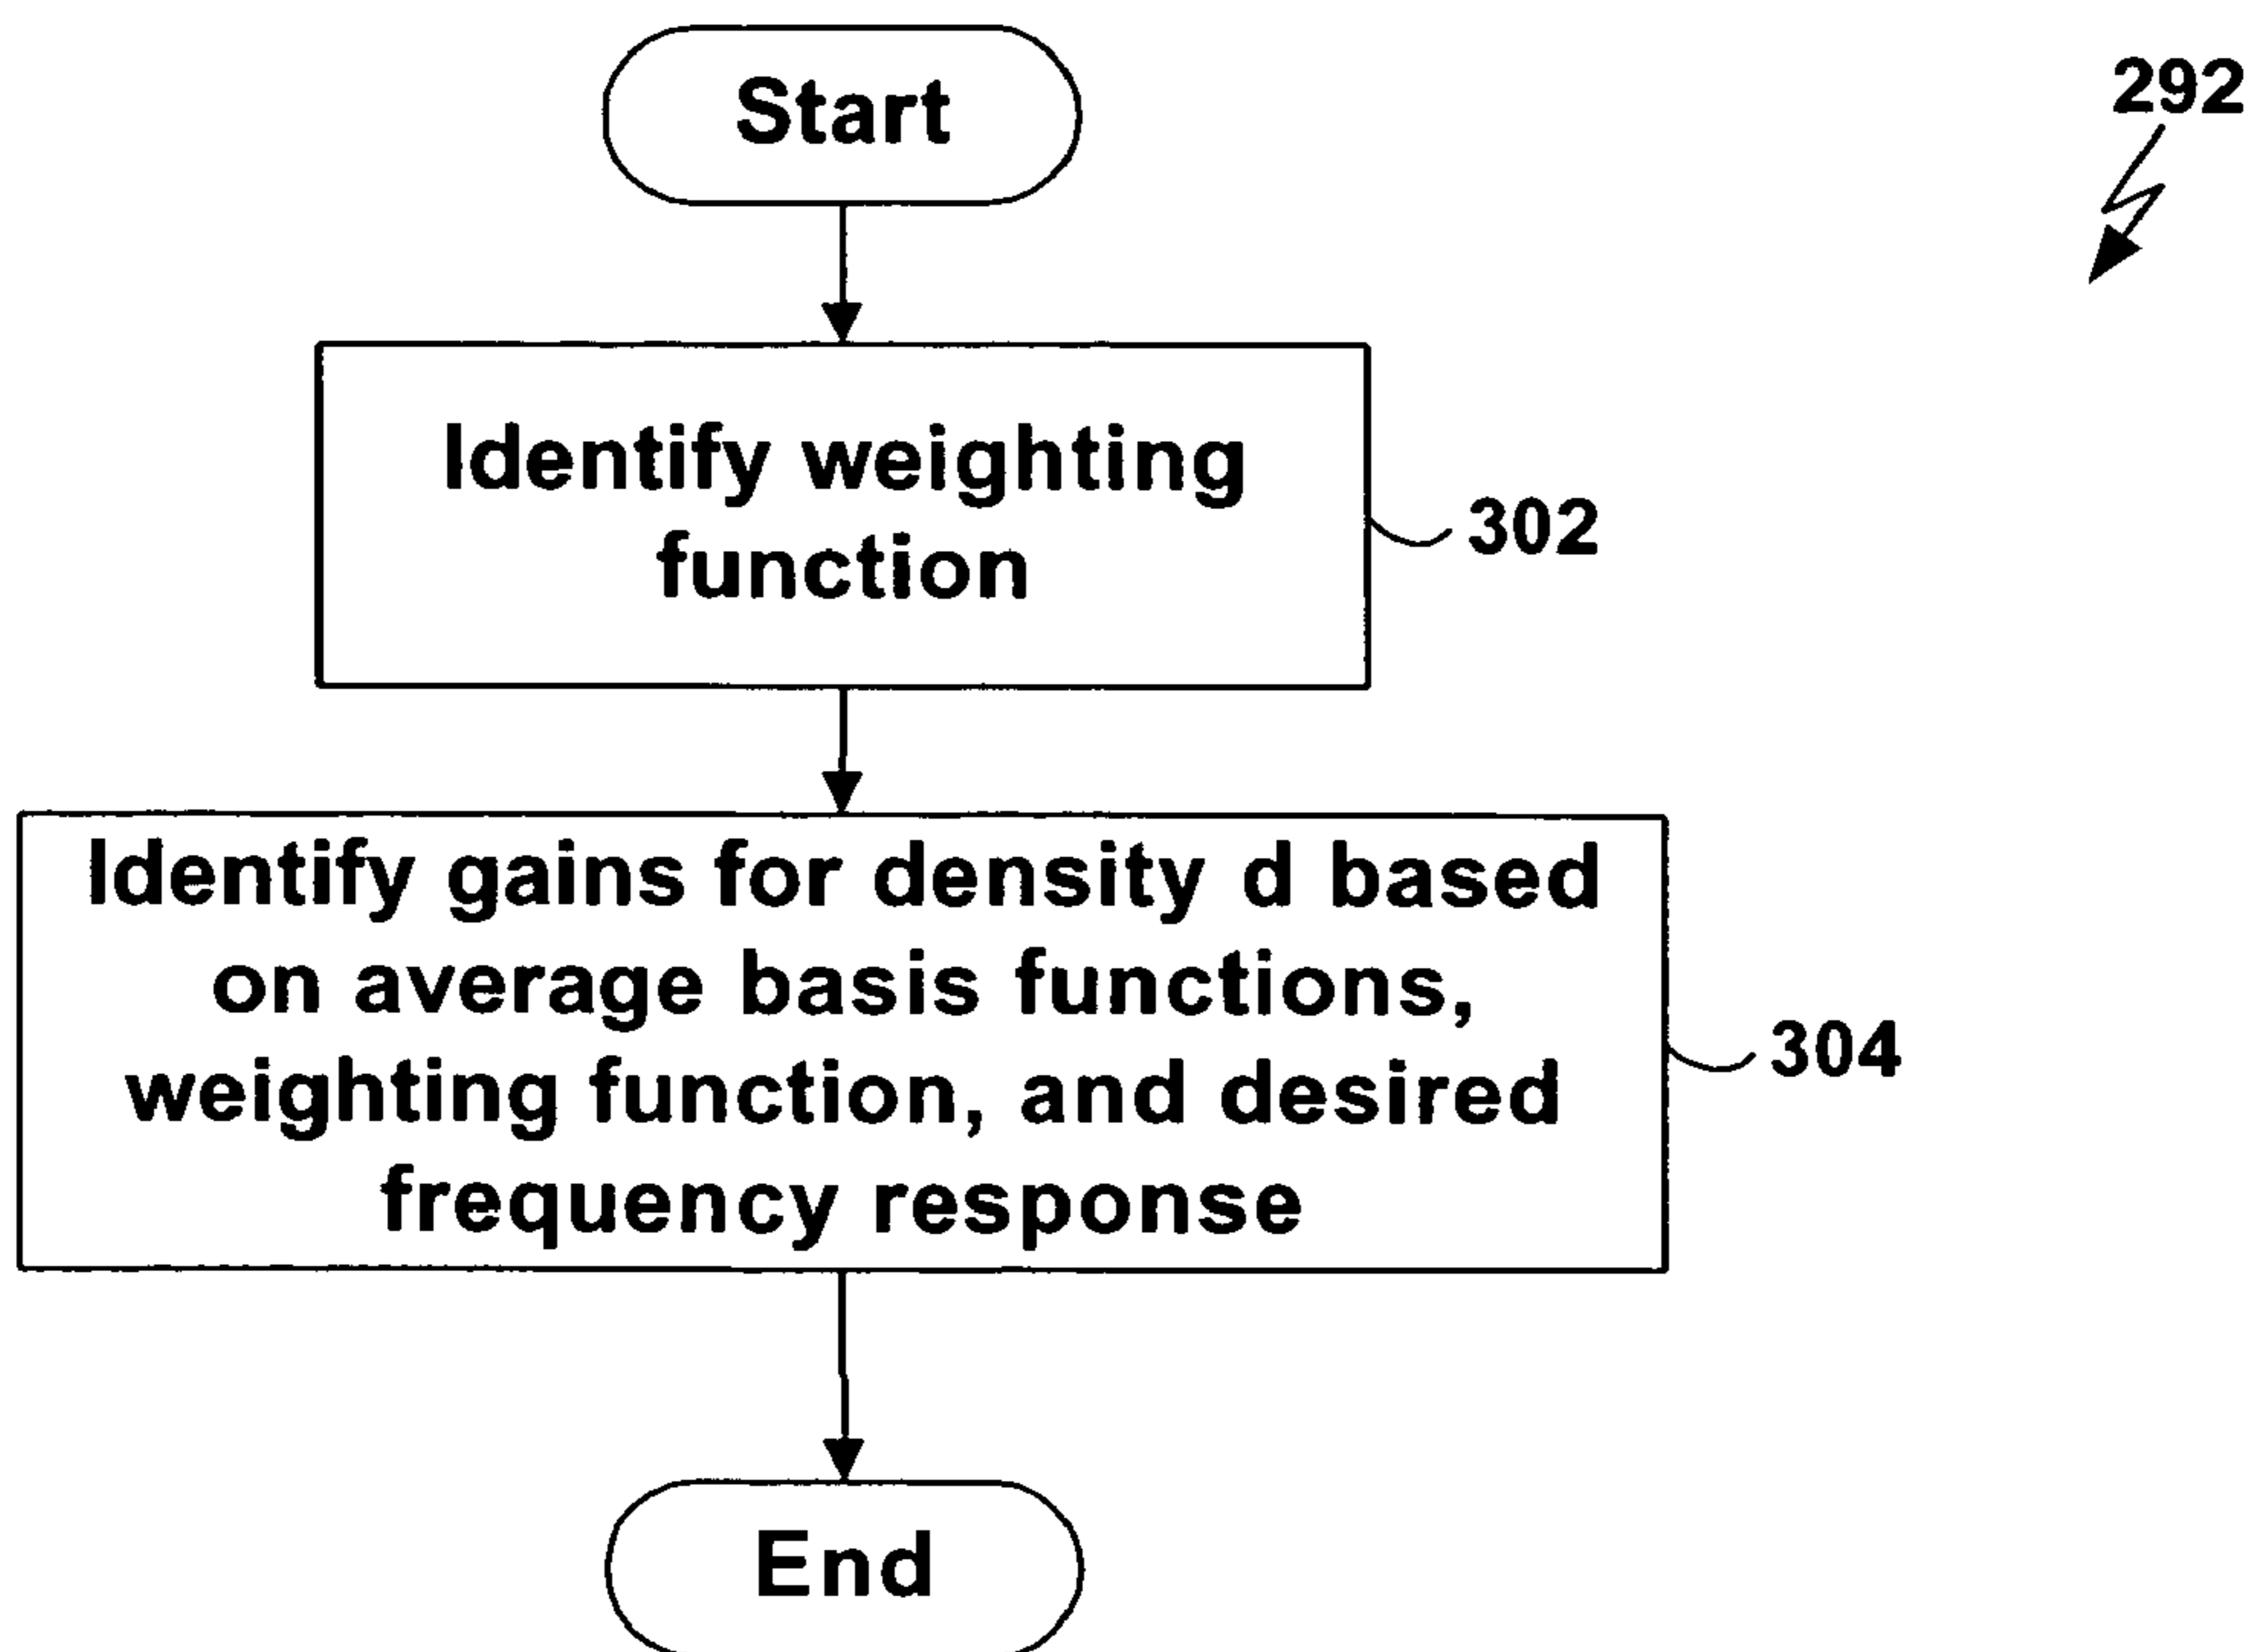 Start
292
Identify weighting
function
302
Identify gains for density d based
on average basis functions,
weighting function, and desired
frequency response
304
End